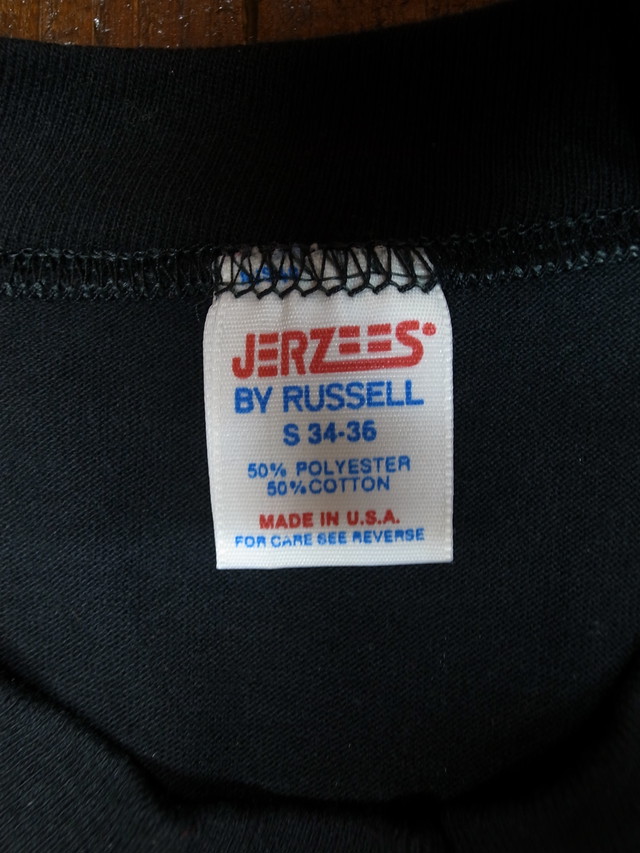 JERZEES
BY RUSSELL
S 34-36
50% POLYESTER
50% COTTON
MADE IN U.S.A.
FOR CARE SEE REVERSE